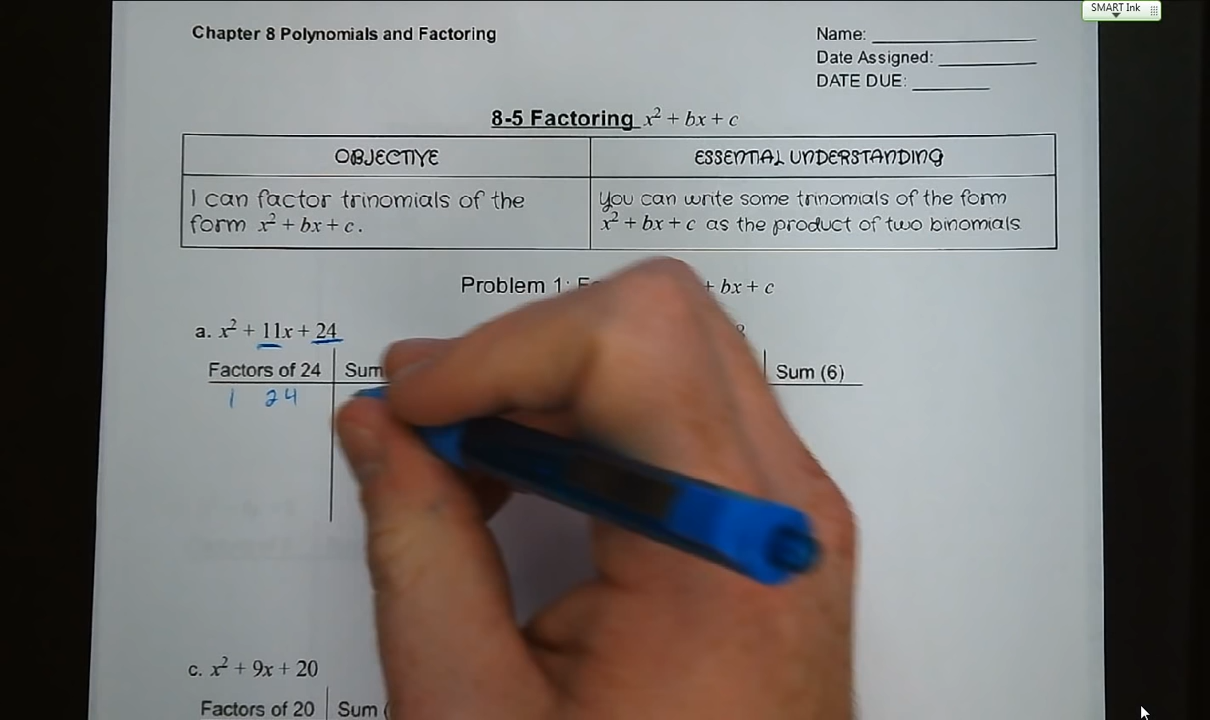 SMART Ink
Chapter 8 Polynomials and Factoring
Name: ____________
Date Assigned: ________
DATE DUE: ______
8-5 Factoring x² + bx + c
OBJECTIVE
ESSENTIAL UNDERSTANDING
I can factor trinomials of the
form x² + bx + c.
You can write some trinomials of the form
x² + bx + c as the product of two binomials
Problem 1: + bx + c
a. x² + 11x + 24
Factors of 24 Sum
Sum (6)
1 24
c. x² + 9x + 20
Factors of 20 Sum (